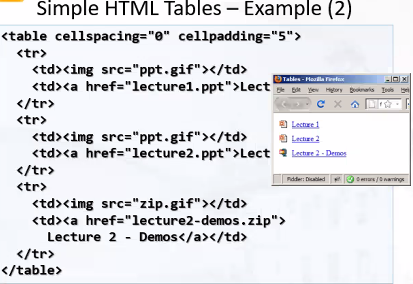 Simple HTML Tables – Example (2)
<table cellspacing="0" cellpadding="5">
<tr>
<td><img src="ppt.gif"></td>
<td><a href="lecture1.ppt">Lect
</tr>
<tr>
<td><img src="ppt.gif"></td>
<td><a href="lecture2.ppt">Lect
</tr>
<tr>
<td><img src="zip.gif"></td>
<td><a href="lecture2-demos.zip">
Lecture 2 - Demos</a></td>
</tr>
</table>
Tables - Mozilla Firefox
File Edit View History Bookmarks Tools Help
Lecture 1
Lecture 2
Lecture 2 - Demos
Fiddler: Disabled 0 errors / 0 warnings